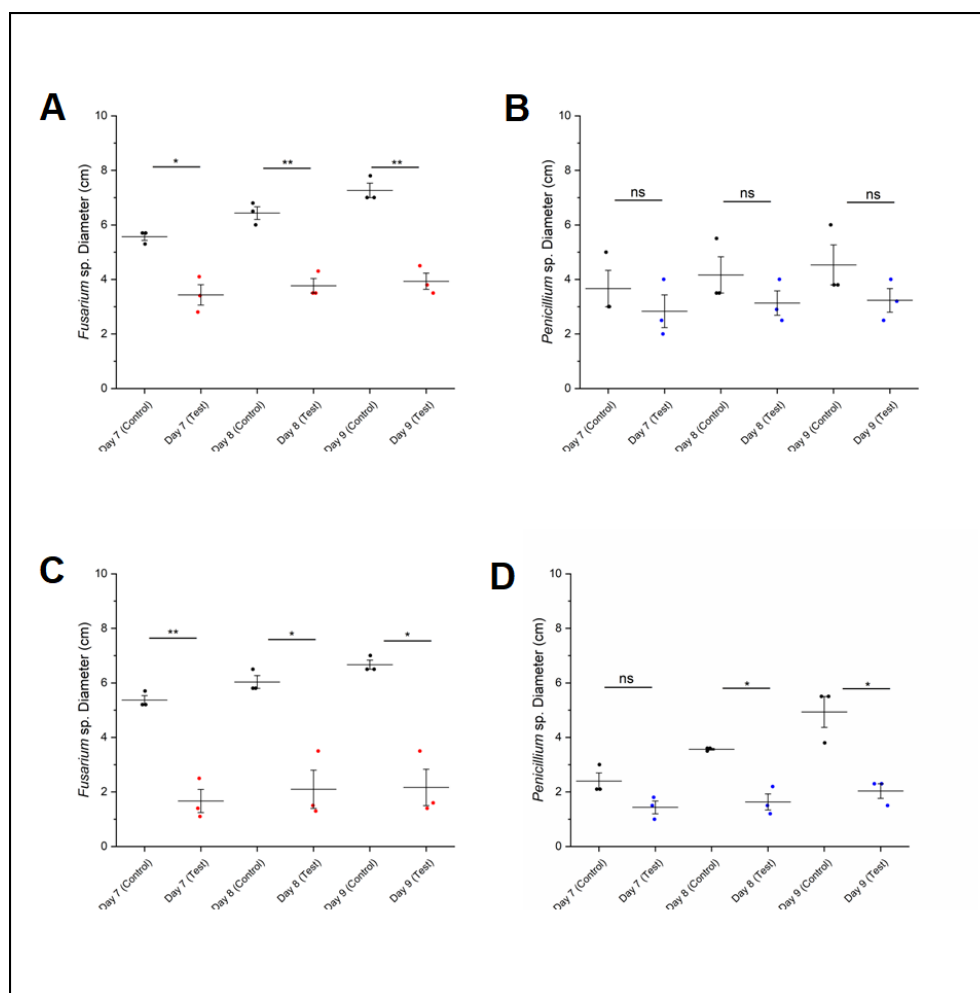 A
Fusarium sp. Diameter (cm)
10
8
6
4
2
0
* ** **
Day 7 (Control)
Day 7 (Test)
Day 8 (Control)
Day 8 (Test)
Day 9 (Control)
Day 9 (Test)
B
Penicillium sp. Diameter (cm)
10
8
6
4
2
0
ns ns ns
Day 7 (Control)
Day 7 (Test)
Day 8 (Control)
Day 8 (Test)
Day 9 (Control)
Day 9 (Test)
C
Fusarium sp. Diameter (cm)
10
8
6
4
2
0
** * *
Day 7 (Control)
Day 7 (Test)
Day 8 (Control)
Day 8 (Test)
Day 9 (Control)
Day 9 (Test)
D
Penicillium sp. Diameter (cm)
10
8
6
4
2
0
ns * *
Day 7 (Control)
Day 7 (Test)
Day 8 (Control)
Day 8 (Test)
Day 9 (Control)
Day 9 (Test)